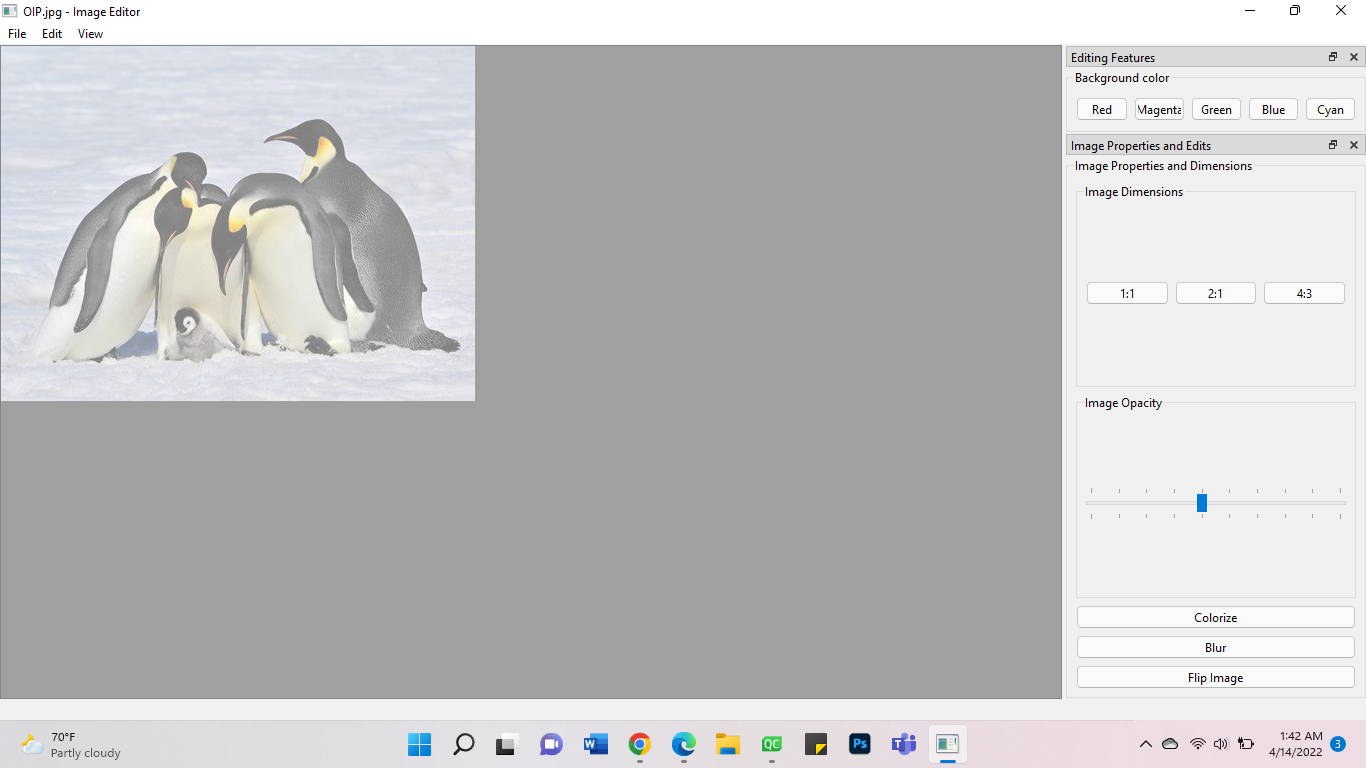 OIP.jpg - Image Editor
File Edit View
Editing Features
Background color
Red Magenta Green Blue Cyan
Image Properties and Edits
Image Properties and Dimensions
Image Dimensions
1:1 2:1 4:3
Image Opacity
Colorize
Blur
Flip Image
70°F
Partly cloudy
W
QC
Ps
T
1:42 AM
4/14/2022
3